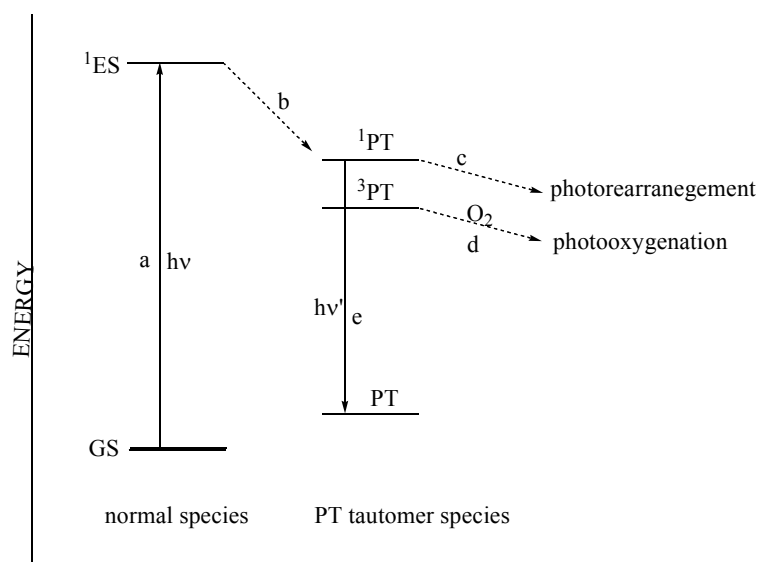 ¹ES
b
¹PT
c
photorearranegement
³PT
O₂
d
photooxygenation
ENERGY
a
hν
hν'
e
PT
GS
normal species
PT tautomer species